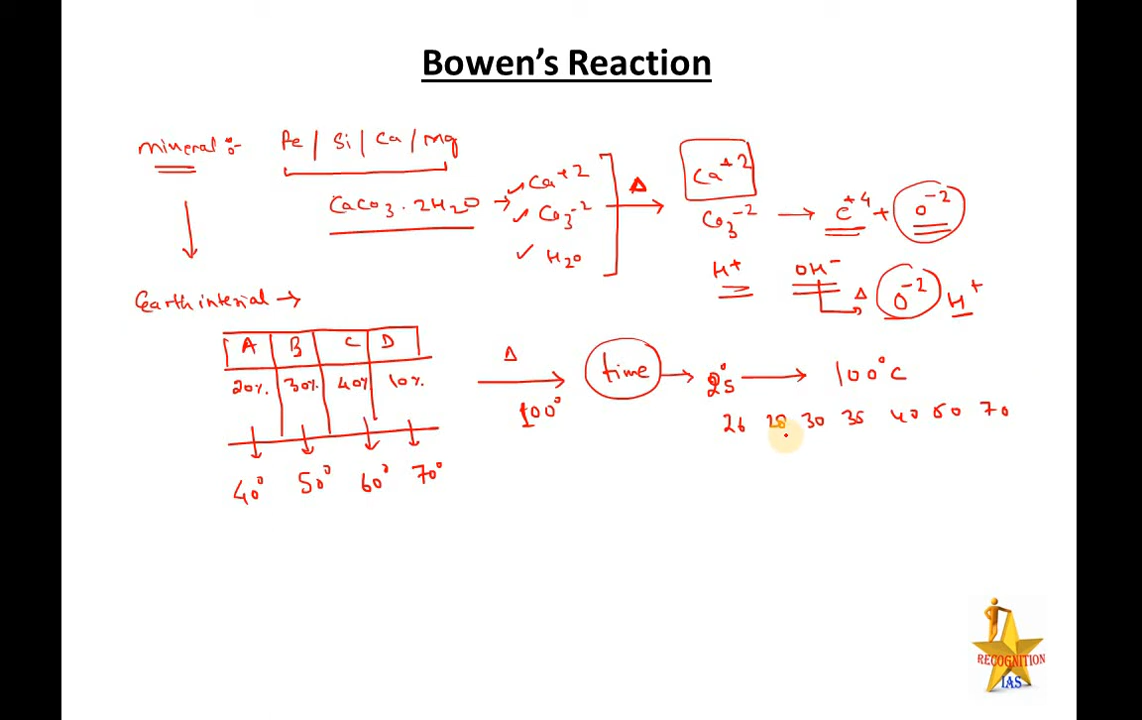 Bowen's Reaction
mineral :- Fe / Si / Ca / Mg
CaCO3 . 2H2O → Ca+2
CO3-2
H2O
Δ
Ca+2
CO3-2 → C+4 + O-2
H+ OH-
Δ O-2 H+
Earth interial →
A B C D
20%. 30%. 40% 10%.
40° 50° 60° 70°
Δ
100°
time → 25° → 100°C
26 28 30 35 40 50 70
RECOGNITION
IAS